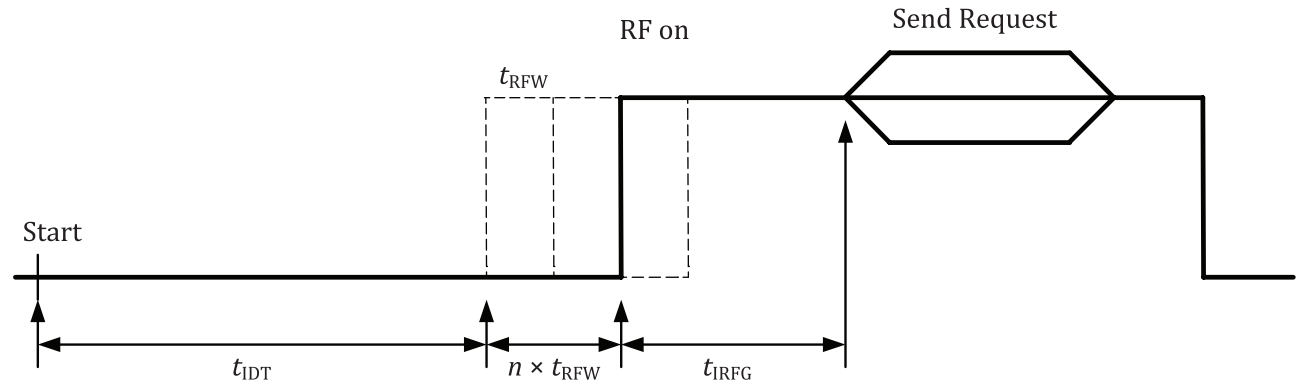 RF on
Send Request
tRFW
Start
tIDT
n × tRFW
tIRFG